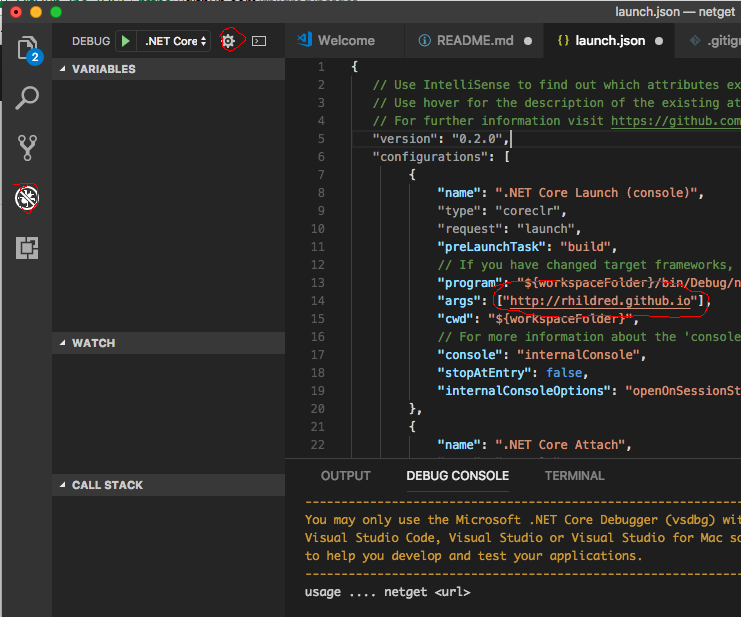 launch.json — netget
DEBUG .NET Core
Welcome
README.md
{} launch.json
.gitig
2
VARIABLES
WATCH
CALL STACK
1 {
2 // Use IntelliSense to find out which attributes ex
3 // Use hover for the description of the existing at
4 // For further information visit https://github.com
5 "version": "0.2.0",
6 "configurations": [
7 {
8 "name": ".NET Core Launch (console)",
9 "type": "coreclr",
10 "request": "launch",
11 "preLaunchTask": "build",
12 // If you have changed target frameworks,
13 "program": "${workspaceFolder}/bin/Debug/n
14 "args": ["http://rhildred.github.io"],
15 "cwd": "${workspaceFolder}",
16 // For more information about the 'console
17 "console": "internalConsole",
18 "stopAtEntry": false,
19 "internalConsoleOptions": "openOnSessionSt
20 },
21 {
22 "name": ".NET Core Attach",
OUTPUT DEBUG CONSOLE TERMINAL
You may only use the Microsoft .NET Core Debugger (vsdbg) wit
Visual Studio Code, Visual Studio or Visual Studio for Mac so
to help you develop and test your applications.
usage .... netget <url>